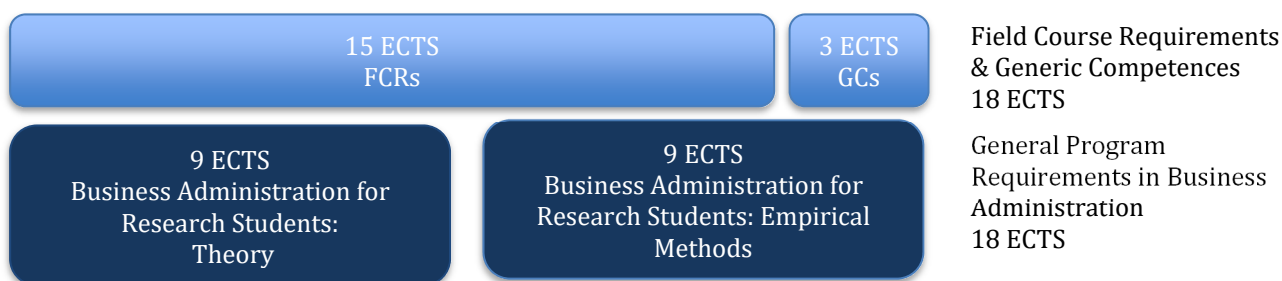 15 ECTS
FCRs
3 ECTS
GCs
Field Course Requirements
& Generic Competences
18 ECTS
9 ECTS
Business Administration for
Research Students:
Theory
9 ECTS
Business Administration for
Research Students: Empirical
Methods
General Program
Requirements in Business
Administration
18 ECTS